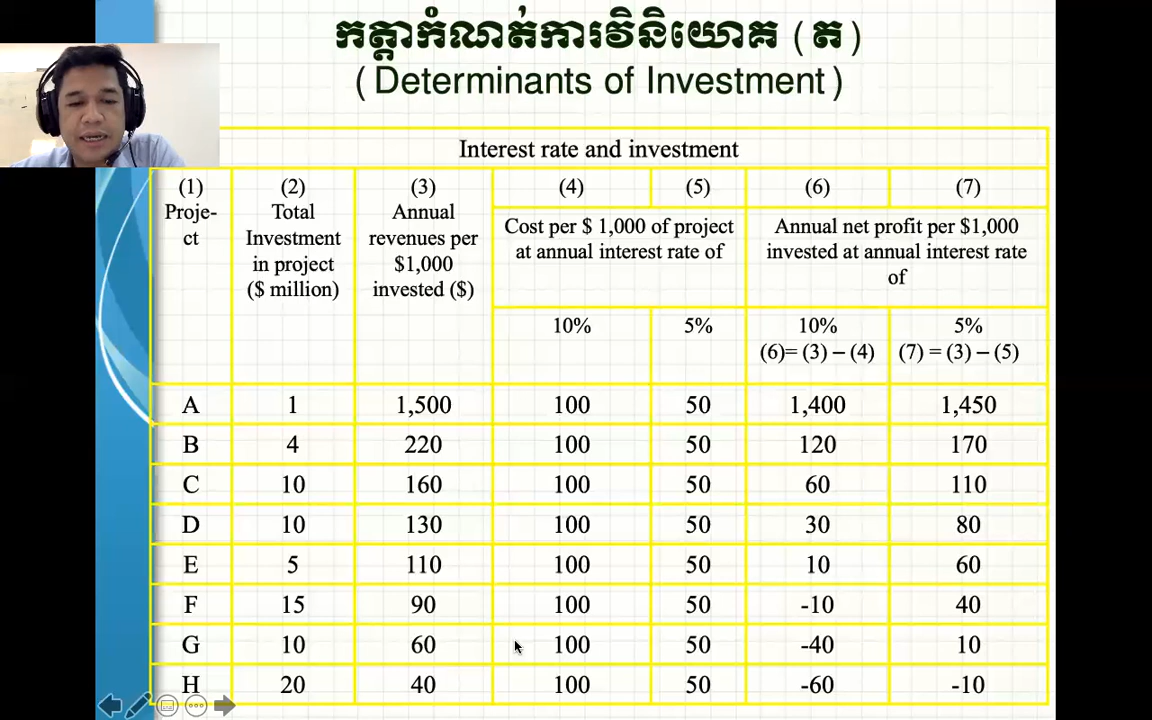 កត្តាកំណត់ការវិនិយោគ (ត)
(Determinants of Investment)
Interest rate and investment
(1) (2) (3) (4) (5) (6) (7)
Proje-
ct
Total
Investment
in project
($ million)
Annual
revenues per
$1,000
invested ($)
Cost per $ 1,000 of project
at annual interest rate of
Annual net profit per $1,000
invested at annual interest rate
of
10% 5% 10% 5%
(6)= (3) – (4) (7) = (3) – (5)
A 1 1,500 100 50 1,400 1,450
B 4 220 100 50 120 170
C 10 160 100 50 60 110
D 10 130 100 50 30 80
E 5 110 100 50 10 60
F 15 90 100 50 -10 40
G 10 60 100 50 -40 10
H 20 40 100 50 -60 -10